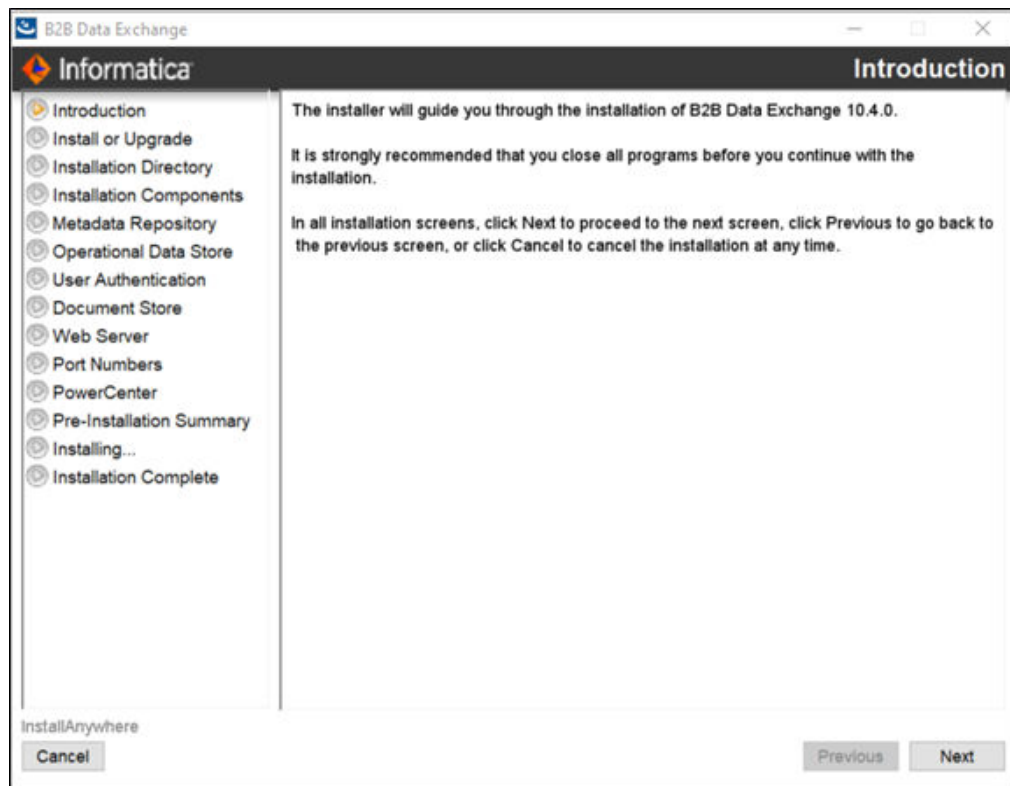 B2B Data Exchange
Informatica
Introduction
Introduction
Install or Upgrade
Installation Directory
Installation Components
Metadata Repository
Operational Data Store
User Authentication
Document Store
Web Server
Port Numbers
PowerCenter
Pre-Installation Summary
Installing...
Installation Complete
The installer will guide you through the installation of B2B Data Exchange 10.4.0.
It is strongly recommended that you close all programs before you continue with the
installation.
In all installation screens, click Next to proceed to the next screen, click Previous to go back to
the previous screen, or click Cancel to cancel the installation at any time.
InstallAnywhere
Cancel
Previous
Next